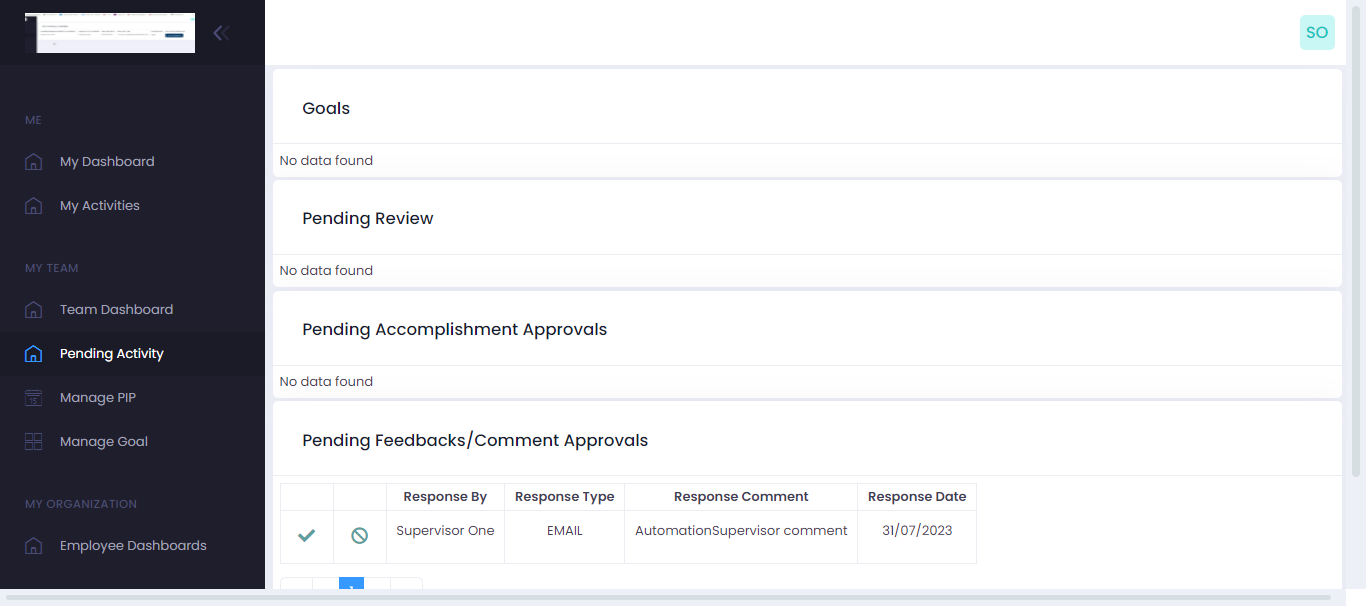 SO
ME
My Dashboard
My Activities
MY TEAM
Team Dashboard
Pending Activity
Manage PIP
Manage Goal
MY ORGANIZATION
Employee Dashboards
Goals
No data found
Pending Review
No data found
Pending Accomplishment Approvals
No data found
Pending Feedbacks/Comment Approvals
Response By Response Type Response Comment Response Date
Supervisor One EMAIL AutomationSupervisor comment 31/07/2023
1